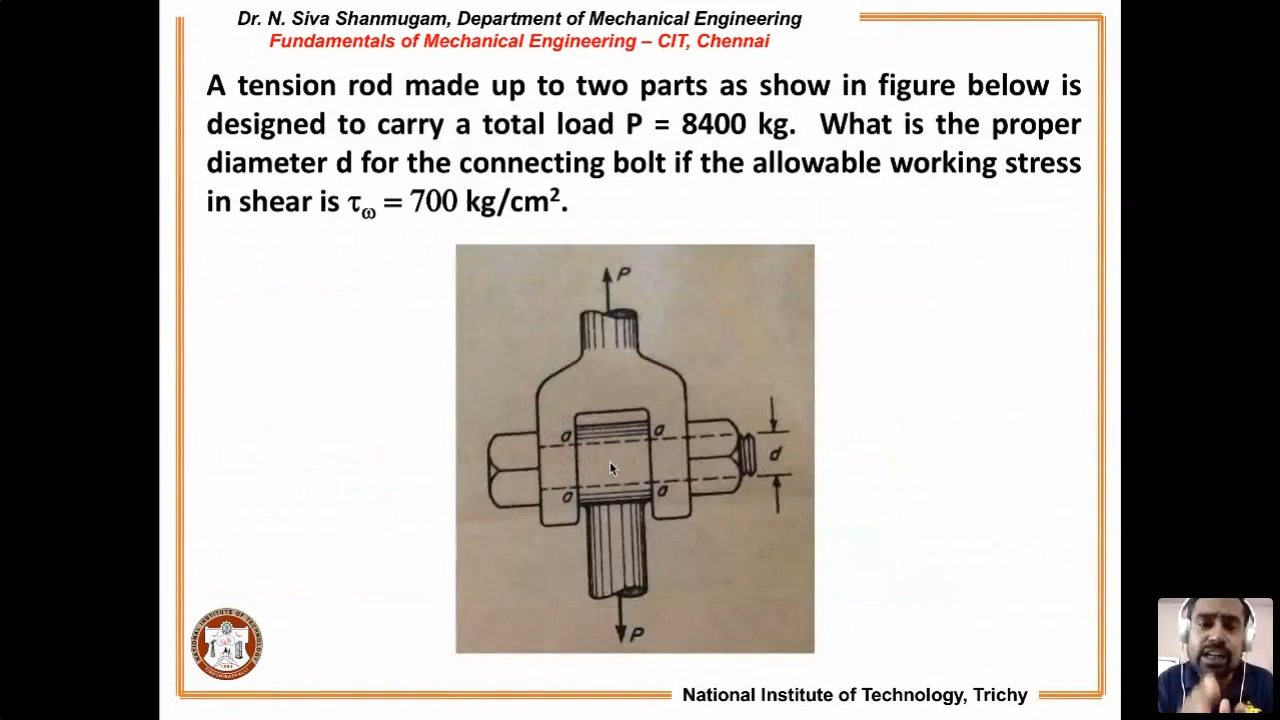 Dr. N. Siva Shanmugam, Department of Mechanical Engineering
Fundamentals of Mechanical Engineering – CIT, Chennai
A tension rod made up to two parts as show in figure below is
designed to carry a total load P = 8400 kg. What is the proper
diameter d for the connecting bolt if the allowable working stress
in shear is τω = 700 kg/cm².
P
a a
d
a a
P
National Institute of Technology, Trichy